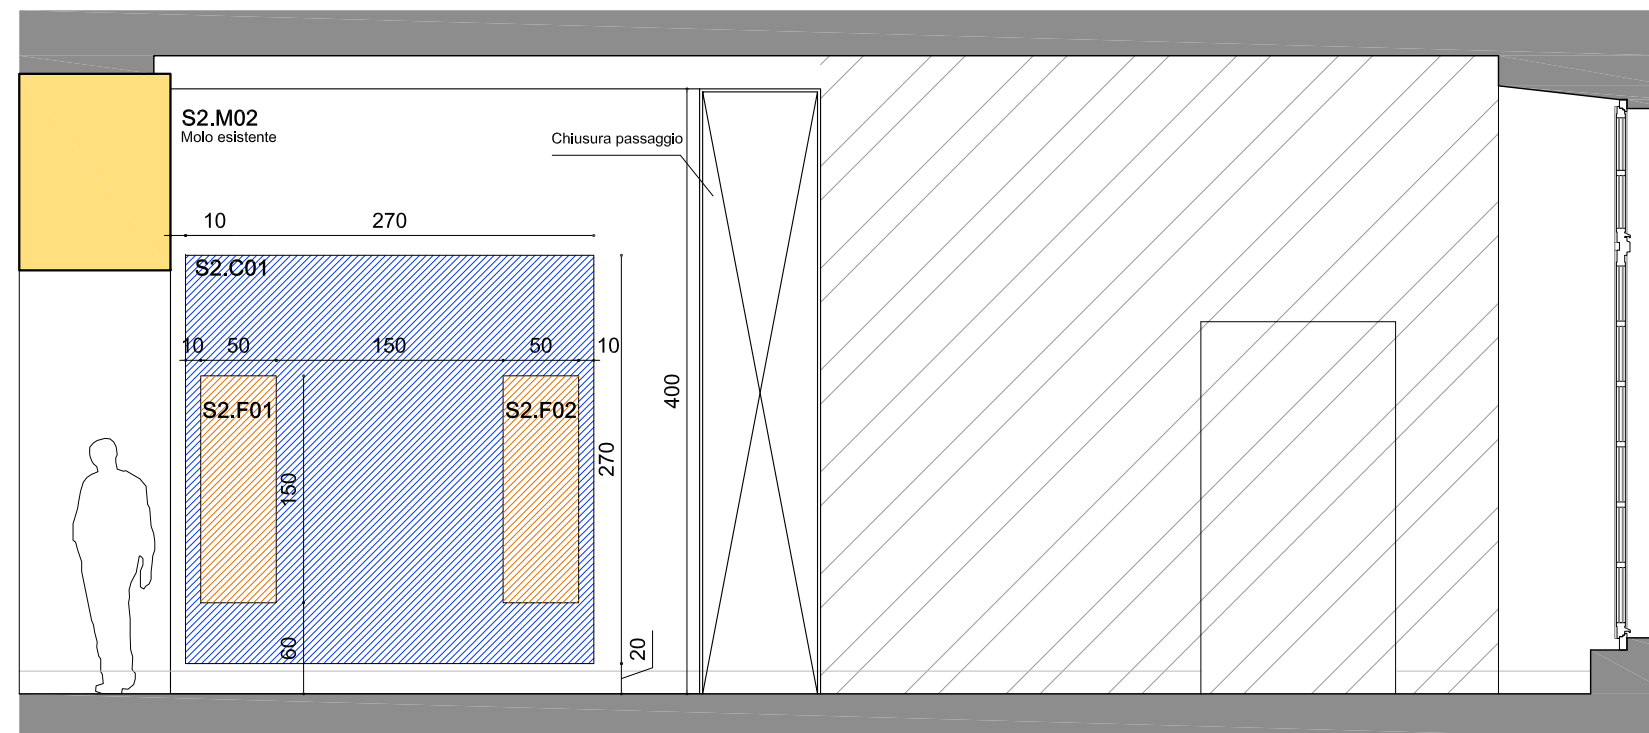 S2.M02
Molo esistente
Chiusura passaggio
10 270
S2.C01
10 50 150 50 10
400
S2.F01 S2.F02
270
150
60
20